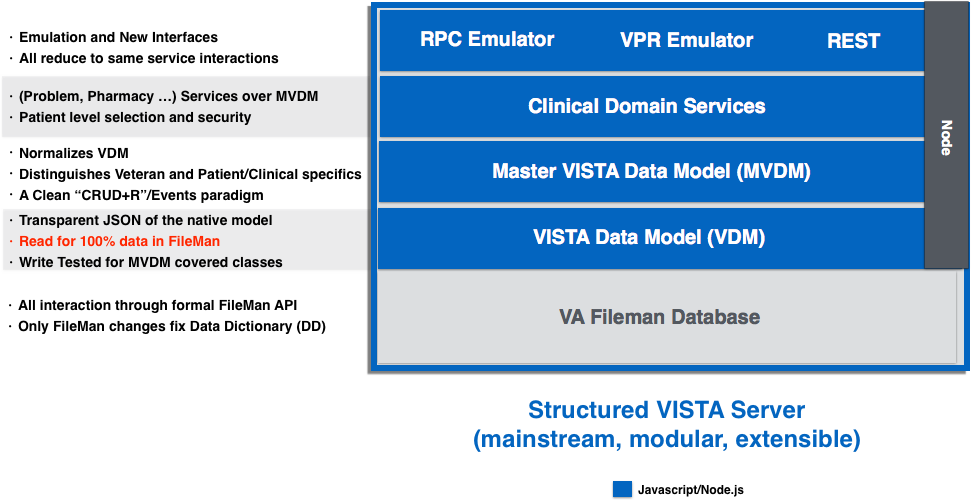 · Emulation and New Interfaces
· All reduce to same service interactions
RPC Emulator VPR Emulator REST
· (Problem, Pharmacy …) Services over MVDM
· Patient level selection and security
Clinical Domain Services
Node
· Normalizes VDM
· Distinguishes Veteran and Patient/Clinical specifics
· A Clean “CRUD+R”/Events paradigm
Master VISTA Data Model (MVDM)
· Transparent JSON of the native model
· Read for 100% data in FileMan
· Write Tested for MVDM covered classes
VISTA Data Model (VDM)
· All interaction through formal FileMan API
· Only FileMan changes fix Data Dictionary (DD)
VA Fileman Database
Structured VISTA Server
(mainstream, modular, extensible)
Javascript/Node.js